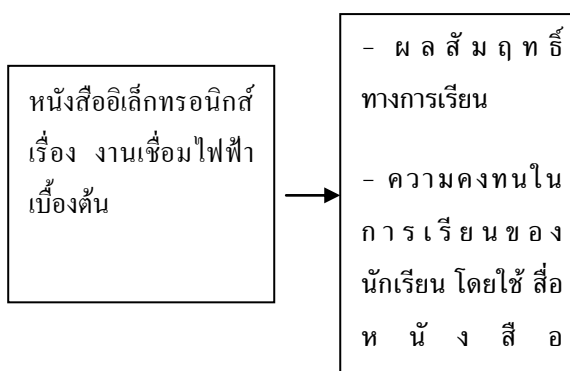 หนังสืออิเล็กทรอนิกส์
เรื่อง งานเชื่อมไฟฟ้า
เบื้องต้น
- ผลสัมฤทธิ์
ทางการเรียน
- ความคงทนใน
การเรียนของ
นักเรียน โดยใช้ สื่อ
หนังสือ